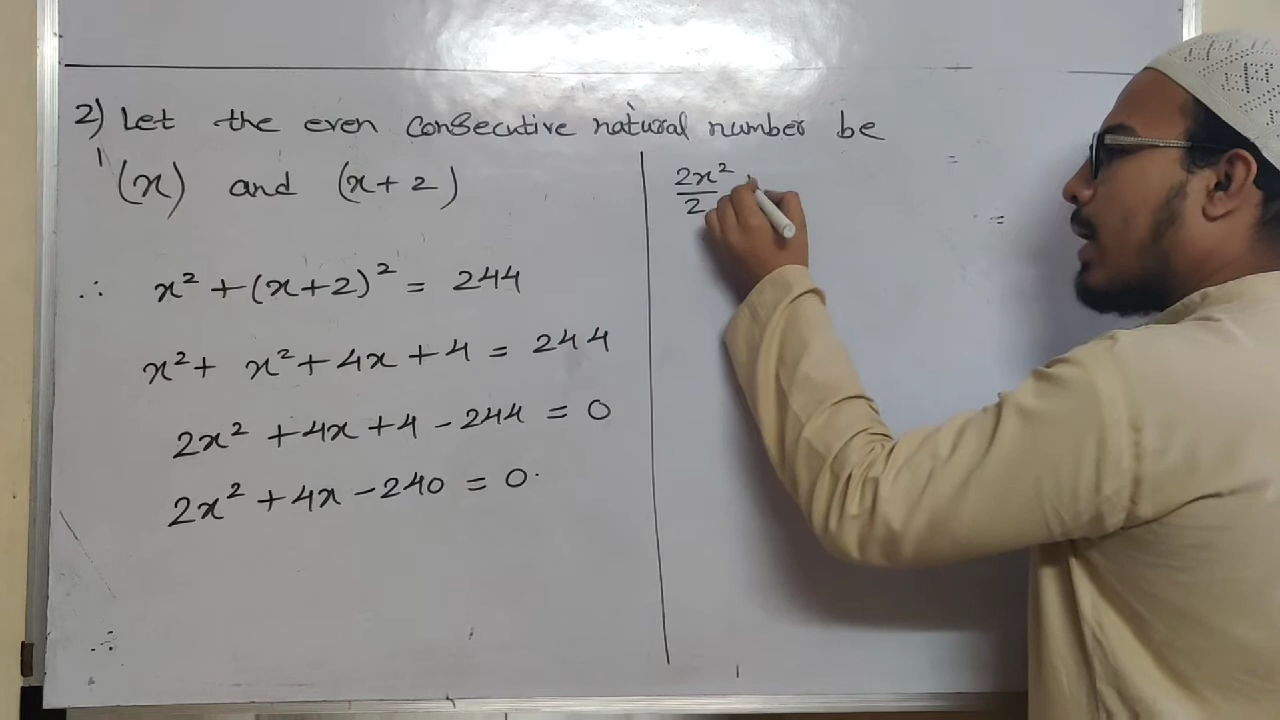 2) Let the even consecutive natural number be
(x) and (x+2)
∴ x² + (x+2)² = 244
x² + x² + 4x + 4 = 244
2x² + 4x + 4 - 244 = 0
2x² + 4x - 240 = 0.
2x²/2